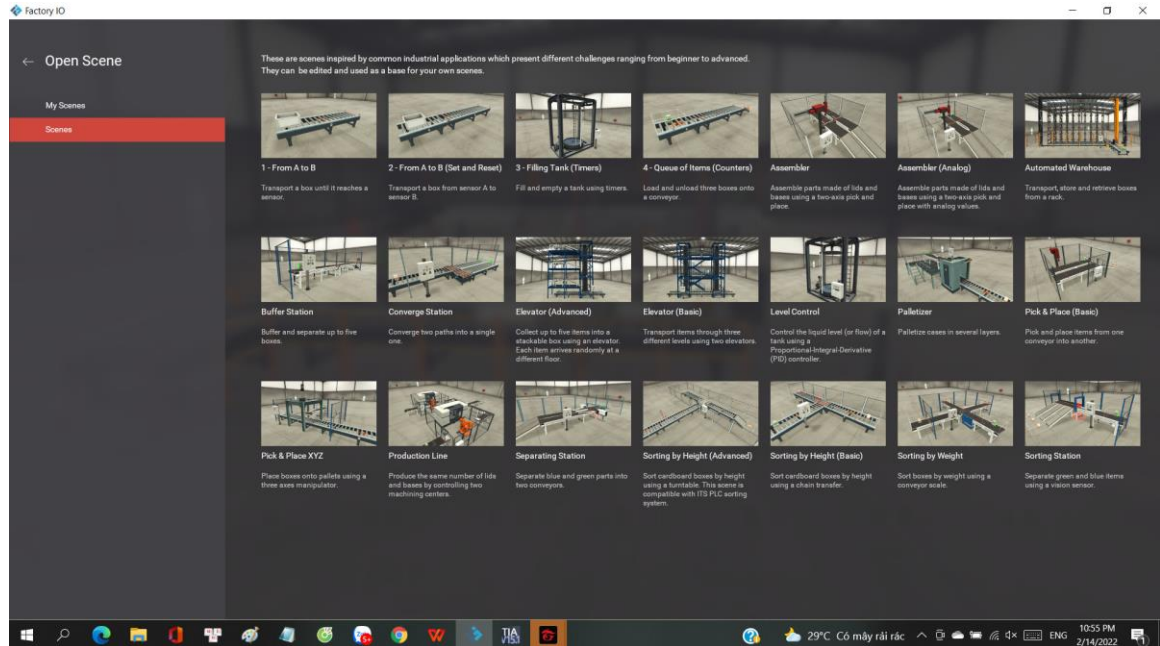 Factory IO
Open Scene
My Scenes
Scenes
These are scenes inspired by common industrial applications which present different challenges ranging from beginner to advanced.
They can be edited and used as a base for your own scenes.
1 - From A to B
Transport a box until it reaches a
sensor.
2 - From A to B (Set and Reset)
Transport a box from sensor A to
sensor B.
3 - Filling Tank (Timers)
Fill and empty a tank using timers.
4 - Queue of Items (Counters)
Load and unload three boxes onto
a conveyor.
Assembler
Assemble parts made of lids and
bases using a two-axis pick and
place.
Assembler (Analog)
Assemble parts made of lids and
bases using a two-axis pick and
place with analog values.
Automated Warehouse
Transport, store and retrieve boxes
from a rack.
Buffer Station
Buffer and separate up to five
boxes.
Converge Station
Converge two paths into a single
one.
Elevator (Advanced)
Collect up to five items into a
stackable box using an elevator.
Each item arrives randomly at a
different floor.
Elevator (Basic)
Transport items through three
different levels using two elevators.
Level Control
Control the liquid level (or flow) of a
tank using a
Proportional-Integral-Derivative
(PID) controller.
Palletizer
Palletize cases in several layers.
Pick & Place (Basic)
Pick and place items from one
conveyor into another.
Pick & Place XYZ
Place boxes onto pallets using a
three axes manipulator.
Production Line
Produce the same number of lids
and bases by controlling two
machining centers.
Separating Station
Separate blue and green parts into
two conveyors.
Sorting by Height (Advanced)
Sort cardboard boxes by height
using a turntable. This scene is
compatible with ITS PLC sorting
system.
Sorting by Height (Basic)
Sort cardboard boxes by height
using a chain transfer.
Sorting by Weight
Sort boxes by weight using a
conveyor scale.
Sorting Station
Separate green and blue items
using a vision sensor.
TIA
29°C Có mây rải rác
ENG
10:55 PM
2/14/2022